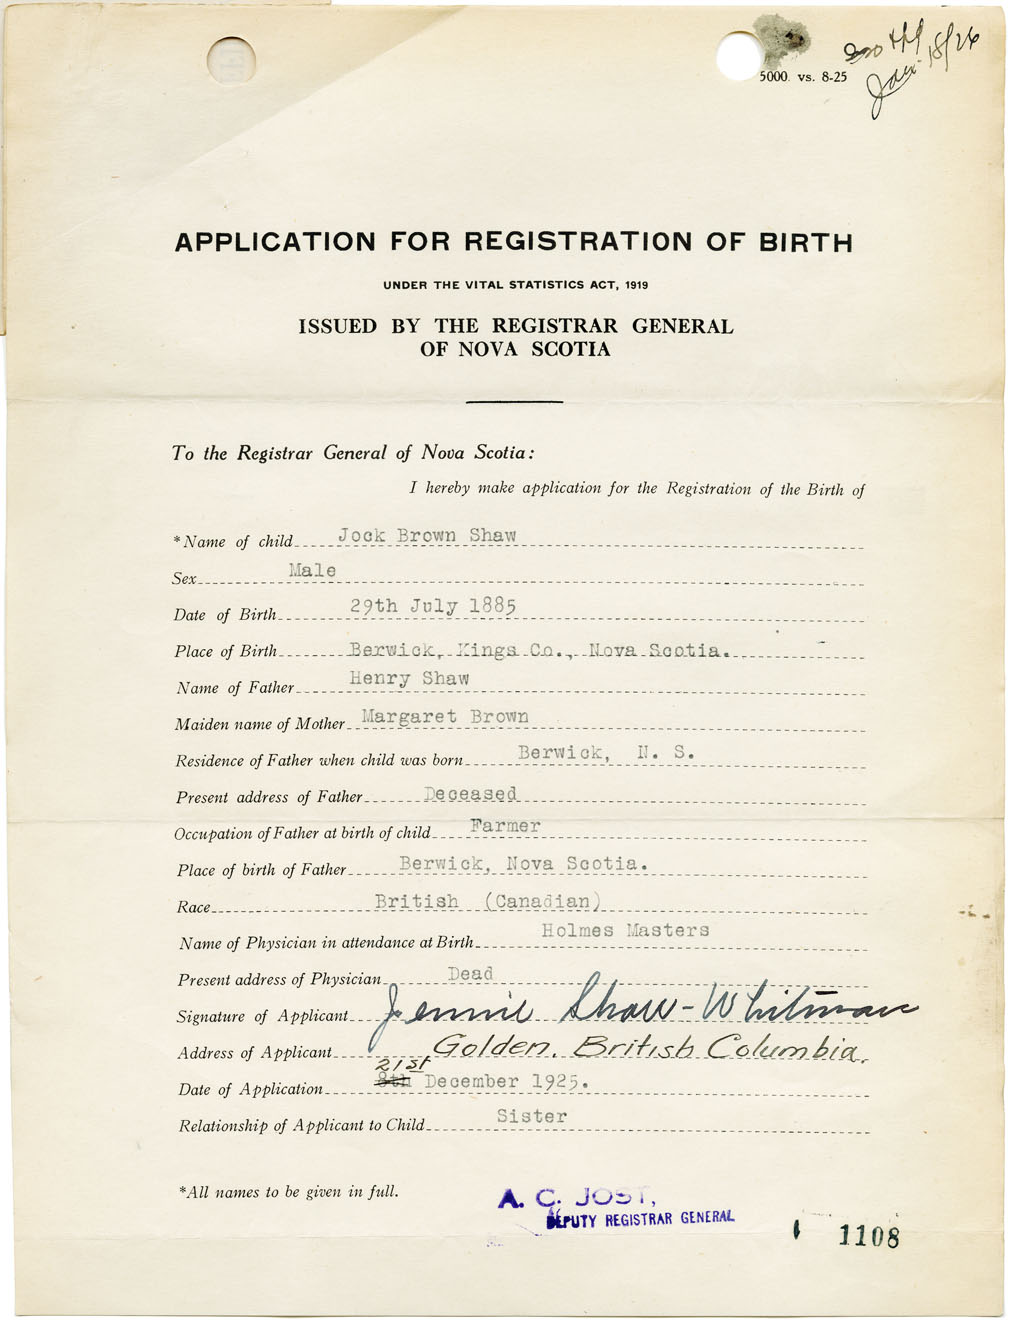 5000. vs. 8-25
Jan. 18/26
APPLICATION FOR REGISTRATION OF BIRTH
UNDER THE VITAL STATISTICS ACT, 1919
ISSUED BY THE REGISTRAR GENERAL
OF NOVA SCOTIA
To the Registrar General of Nova Scotia:
I hereby make application for the Registration of the Birth of
*Name of child Jock Brown Shaw
Sex Male
Date of Birth 29th July 1885
Place of Birth Berwick, Kings Co., Nova Scotia.
Name of Father Henry Shaw
Maiden name of Mother Margaret Brown
Residence of Father when child was born Berwick, N. S.
Present address of Father Deceased
Occupation of Father at birth of child Farmer
Place of birth of Father Berwick, Nova Scotia.
Race British (Canadian)
Name of Physician in attendance at Birth Holmes Masters
Present address of Physician Dead
Signature of Applicant Jennie Shaw-Whitman
Address of Applicant Golden. British Columbia.
21st
Date of Application 8th December 1925.
Relationship of Applicant to Child Sister
*All names to be given in full.
A. C. JOST,
DEPUTY REGISTRAR GENERAL
1108